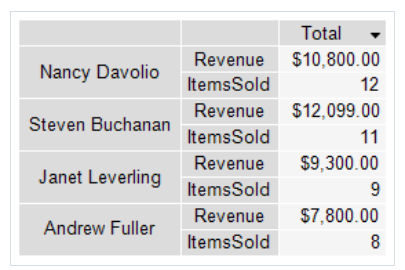 Total
Nancy Davolio Revenue $10,800.00
ItemsSold 12
Steven Buchanan Revenue $12,099.00
ItemsSold 11
Janet Leverling Revenue $9,300.00
ItemsSold 9
Andrew Fuller Revenue $7,800.00
ItemsSold 8